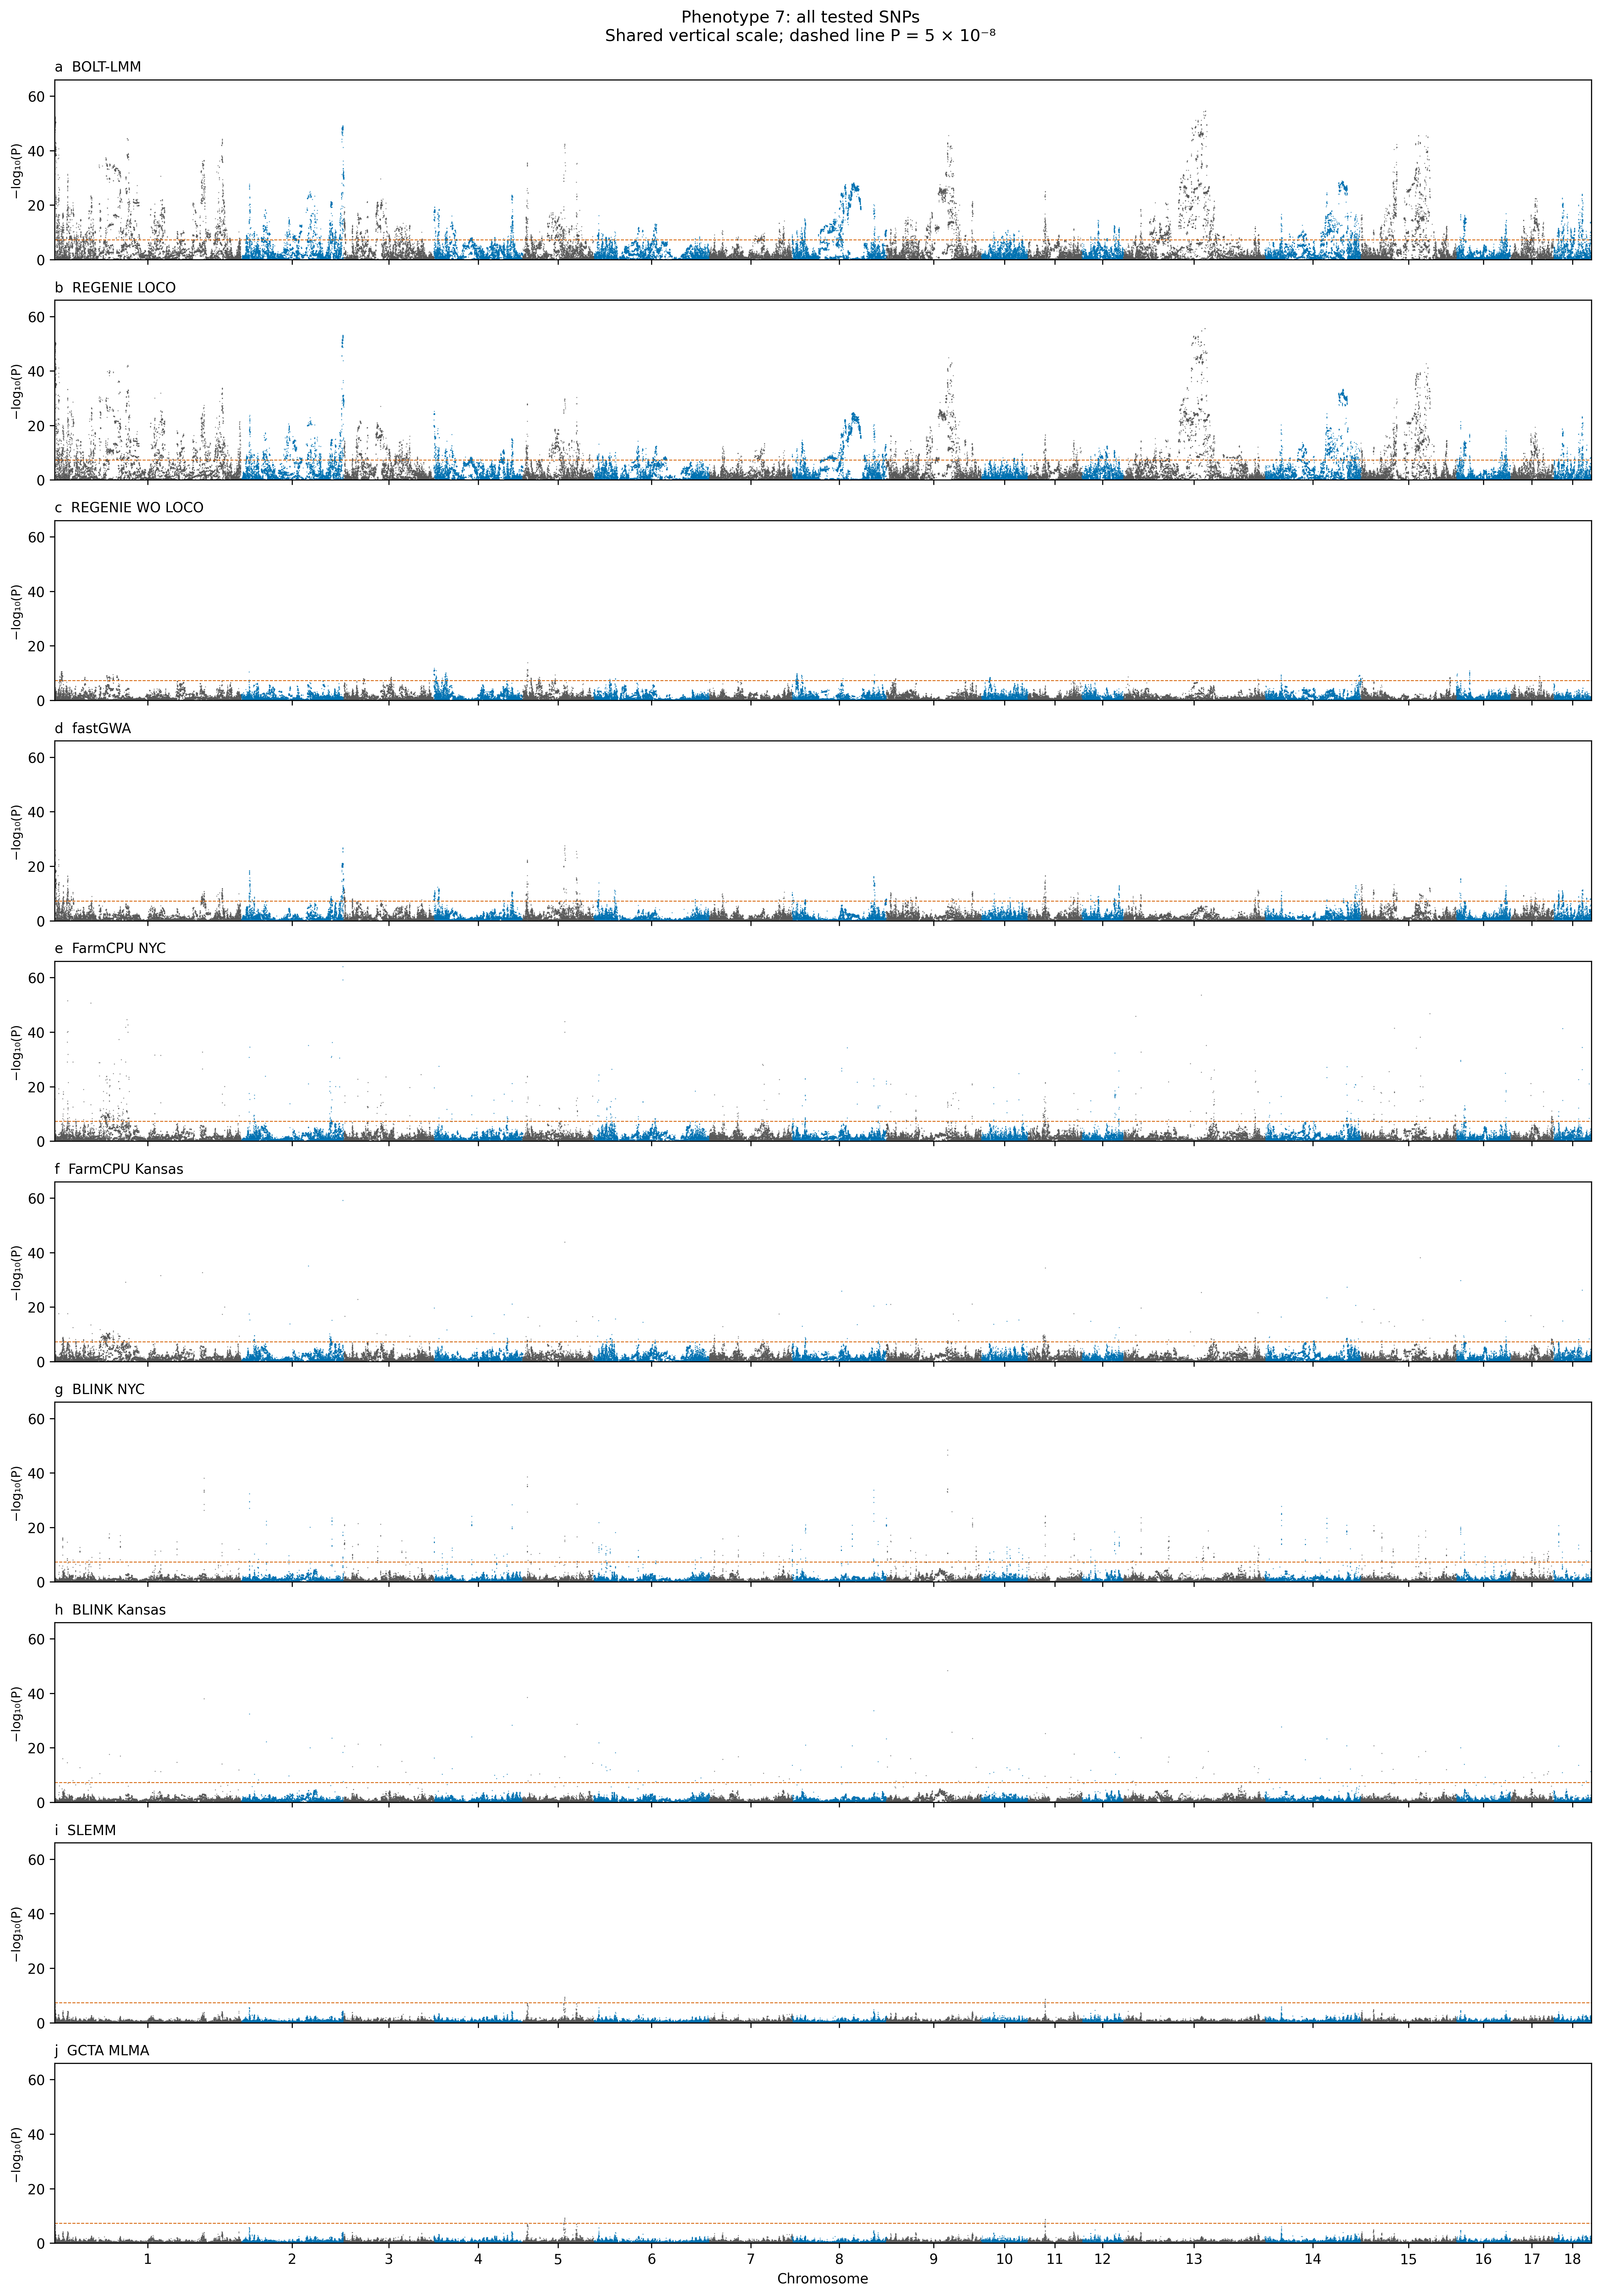 Phenotype 7: all tested SNPs
Shared vertical scale; dashed line P = 5 × 10⁻⁸
a BOLT-LMM
60
40
20
0
−log₁₀(P)
b REGENIE LOCO
60
40
20
0
−log₁₀(P)
c REGENIE WO LOCO
60
40
20
0
−log₁₀(P)
d fastGWA
60
40
20
0
−log₁₀(P)
e FarmCPU NYC
60
40
20
0
−log₁₀(P)
f FarmCPU Kansas
60
40
20
0
−log₁₀(P)
g BLINK NYC
60
40
20
0
−log₁₀(P)
h BLINK Kansas
60
40
20
0
−log₁₀(P)
i SLEMM
60
40
20
0
−log₁₀(P)
j GCTA MLMA
60
40
20
0
−log₁₀(P)
1 2 3 4 5 6 7 8 9 10 11 12 13 14 15 16 17 18
Chromosome